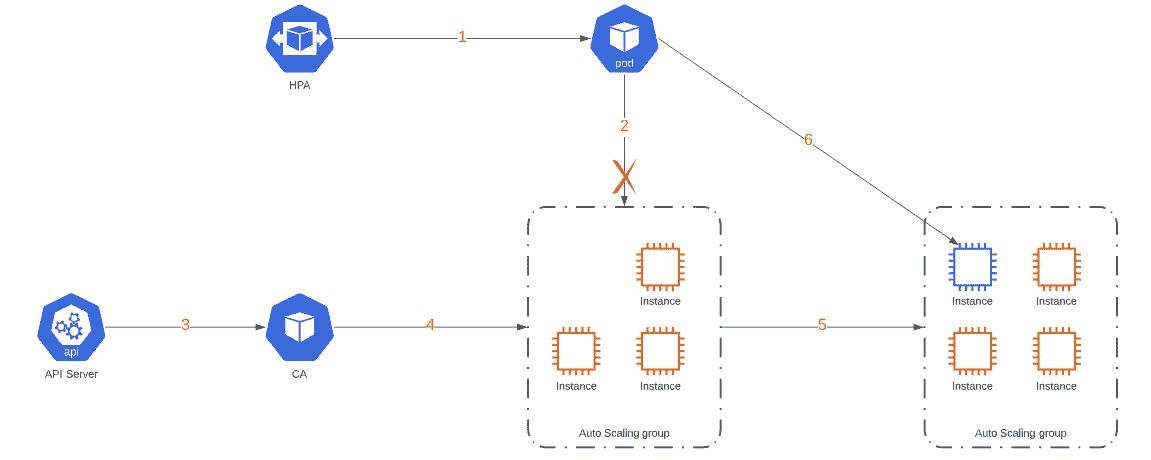 1
pod
HPA
2
6
Instance
Instance
Instance
3
4
5
api
API Server
CA
Instance
Instance
Instance
Instance
Auto Scaling group
Auto Scaling group